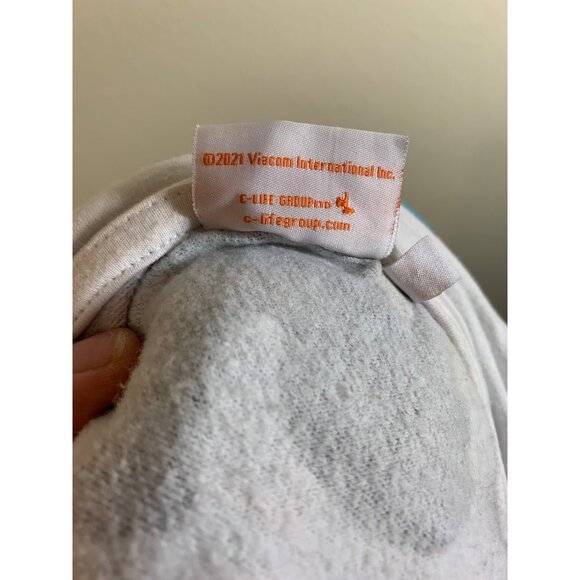 ©2021 Viacom International Inc.
C-LIFE GROUP LTD
c-lifegroup.com